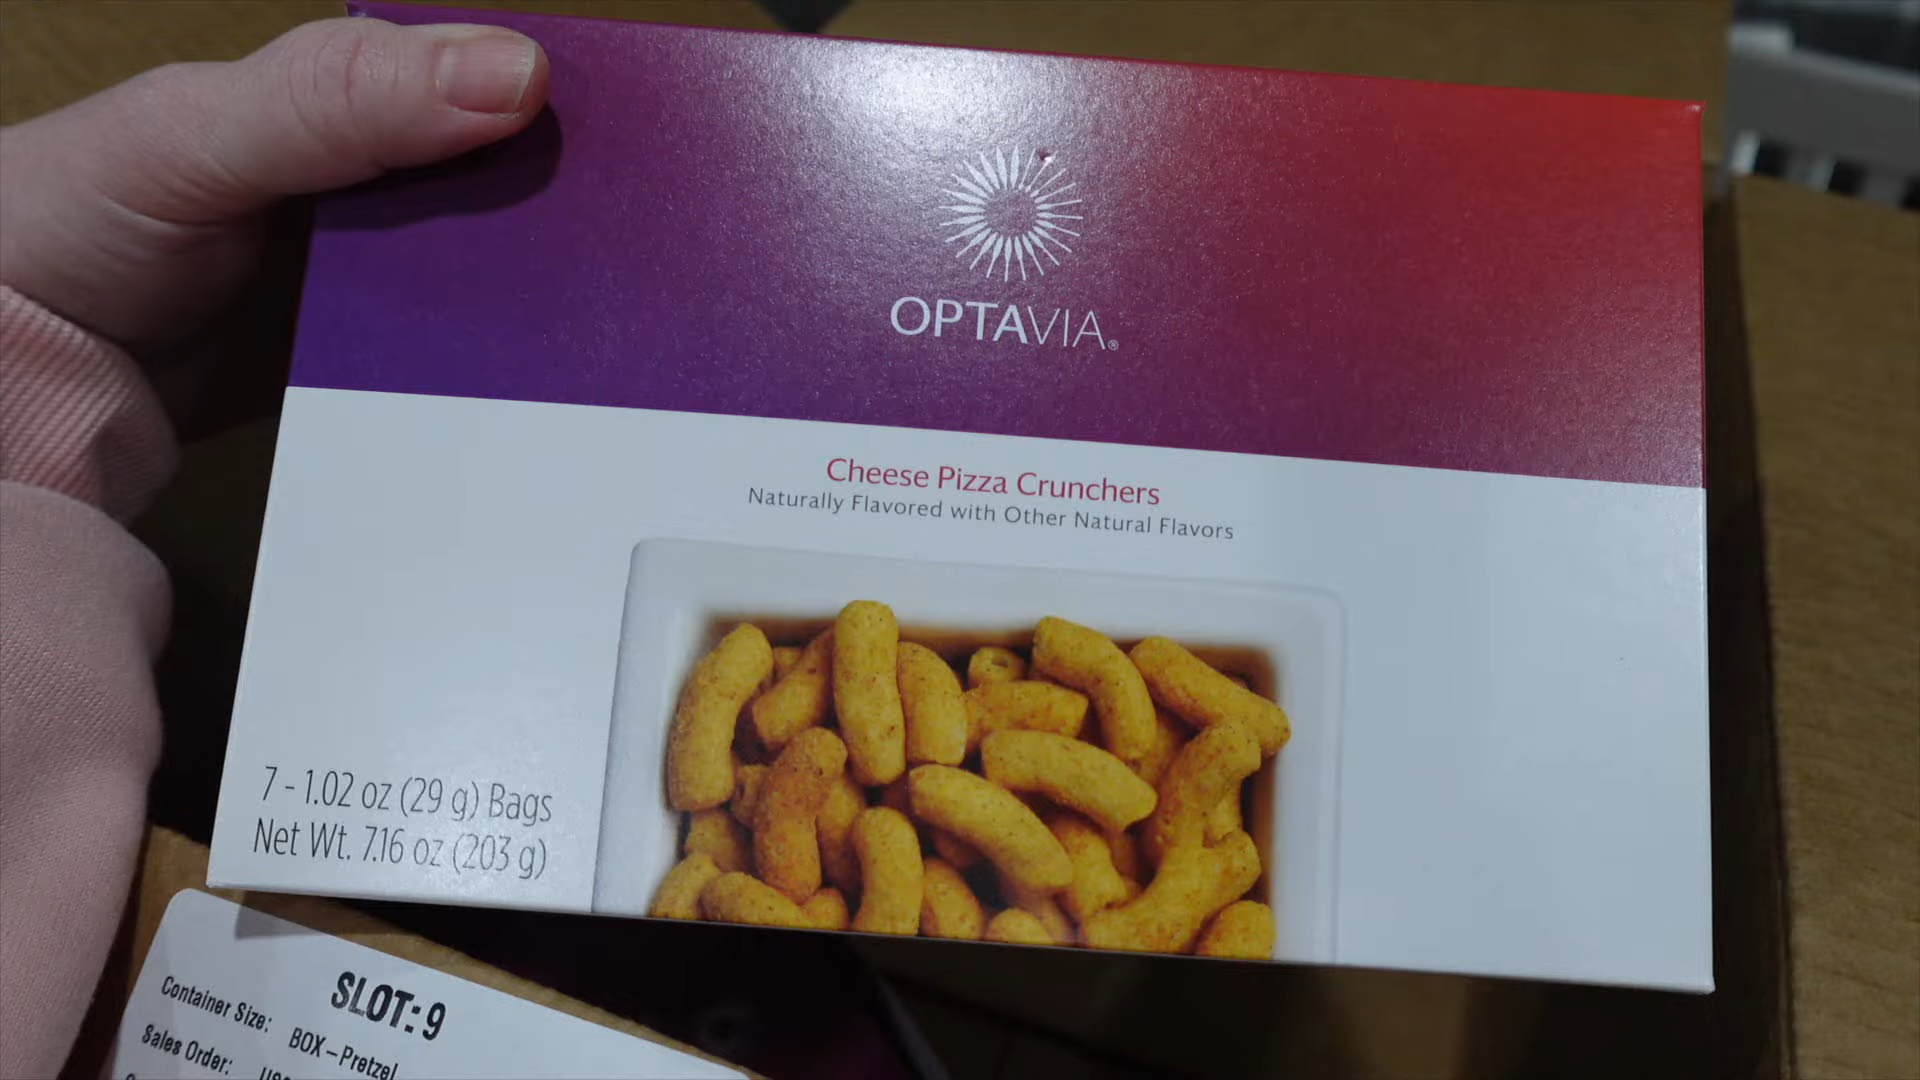 OPTAVIA®
Cheese Pizza Crunchers
Naturally Flavored with Other Natural Flavors
7 - 1.02 oz (29 g) Bags
Net Wt. 7.16 oz (203 g)
SLOT: 9
Container Size: BOX-Pretzel
Sales Order: